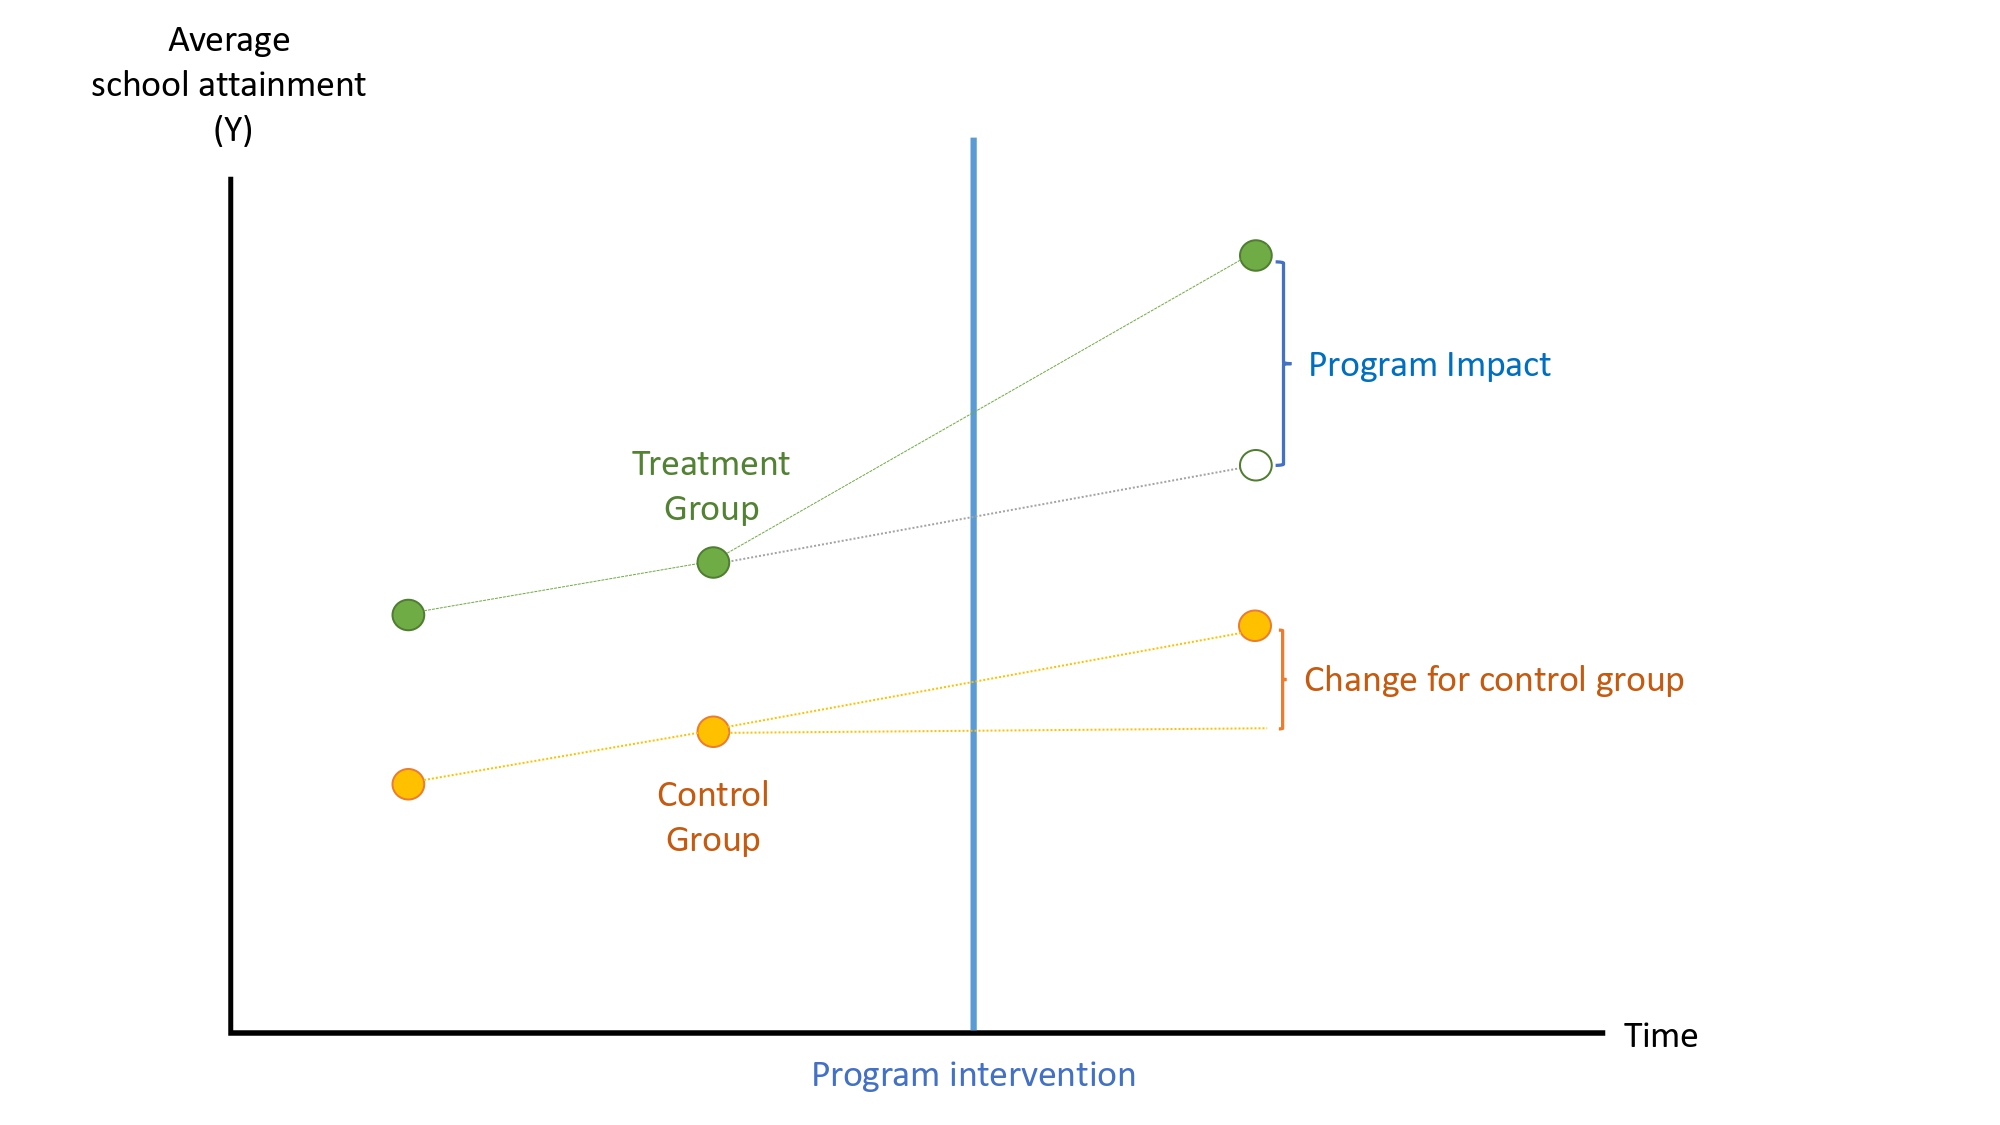 Average
school attainment
(Y)
Program Impact
Treatment
Group
Change for control group
Control
Group
Time
Program intervention